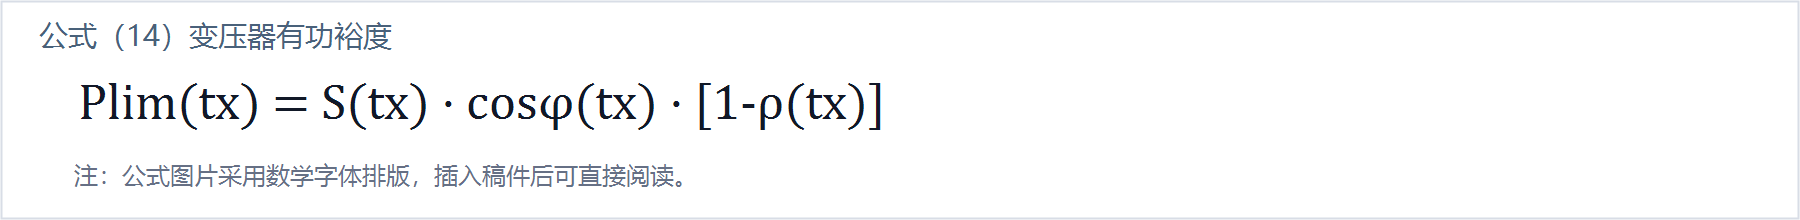 公式（14）变压器有功裕度
Plim(tx) = S(tx) · cosφ(tx) · [1-ρ(tx)]
注：公式图片采用数学字体排版，插入稿件后可直接阅读。